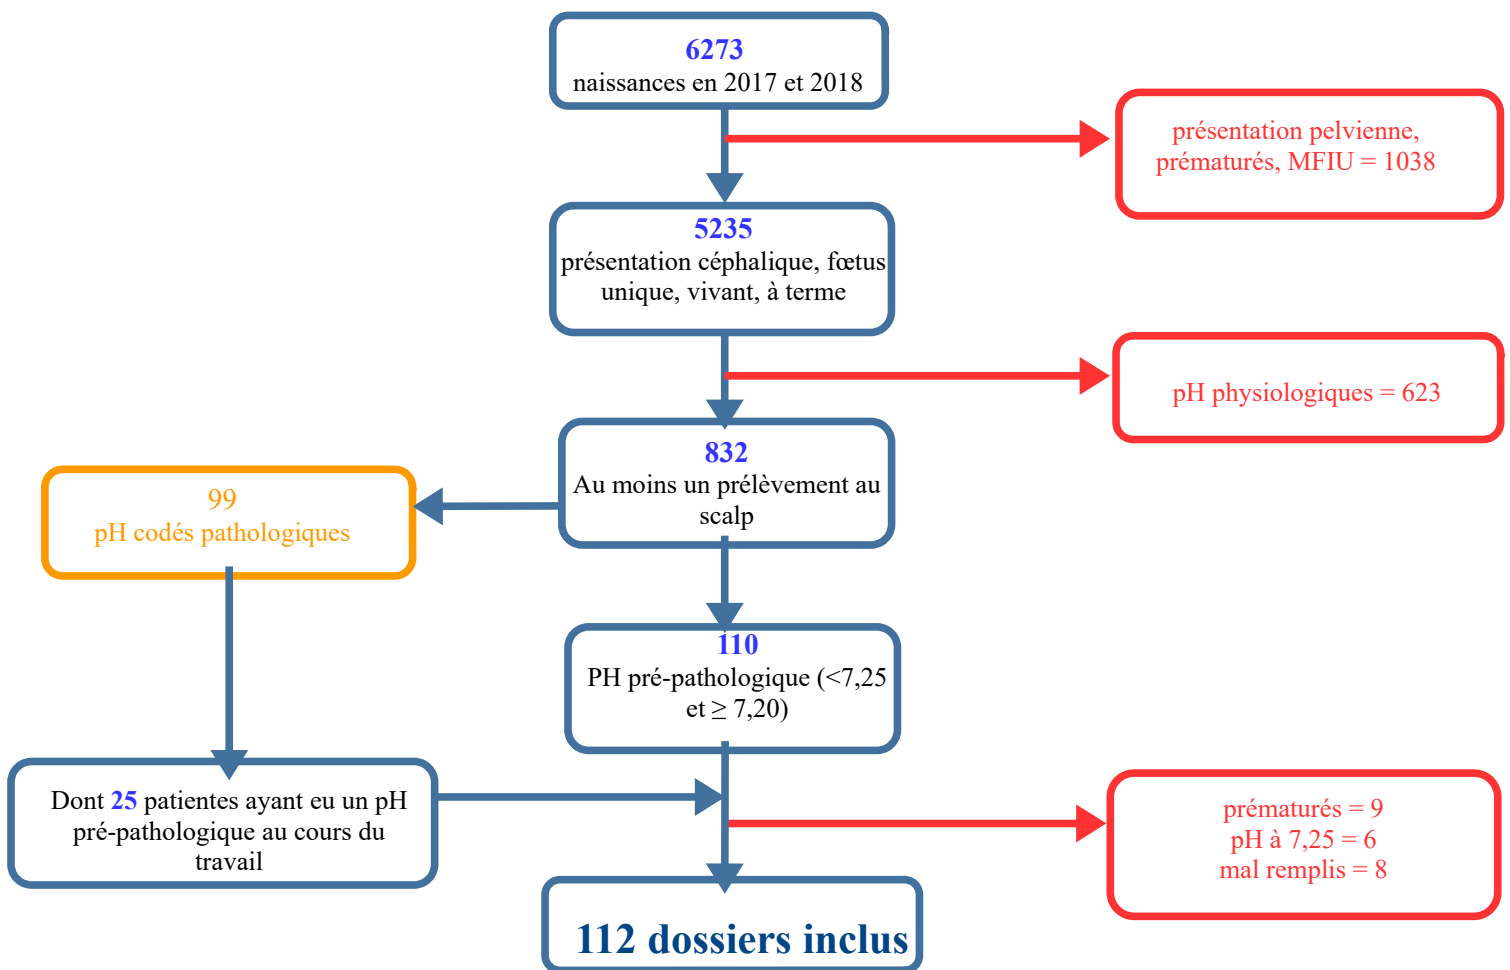 6273
naissances en 2017 et 2018
présentation pelvienne,
prématurés, MFIU = 1038
5235
présentation céphalique, fœtus
unique, vivant, à terme
pH physiologiques = 623
832
Au moins un prélèvement au
scalp
99
pH codés pathologiques
110
PH pré-pathologique (<7,25
et ≥ 7,20)
Dont 25 patientes ayant eu un pH
pré-pathologique au cours du
travail
prématurés = 9
pH à 7,25 = 6
mal remplis = 8
112 dossiers inclus